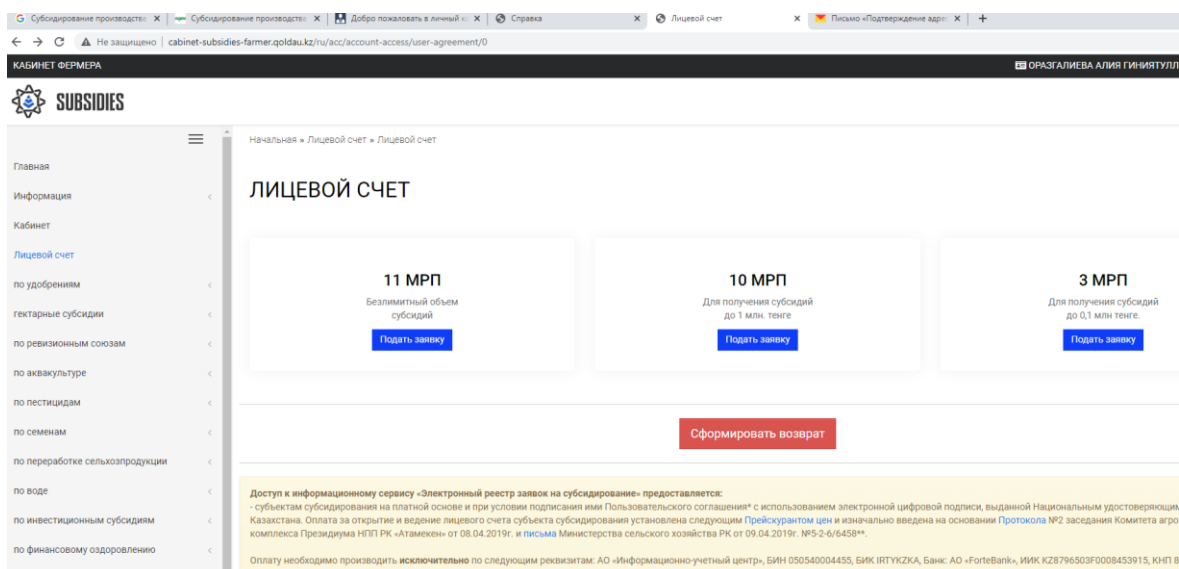 Субсидирование производства
Субсидирование производства
Добро пожаловать в личный к
Справка
Лицевой счет
Письмо «Подтверждение адрес
Не защищено | cabinet-subsidies-farmer.qoldau.kz/ru/acc/account-access/user-agreement/0
КАБИНЕТ ФЕРМЕРА
ОРАЗГАЛИЕВА АЛИЯ ГИНИЯТУЛЛ
SUBSIDIES
Начальная » Лицевой счет » Лицевой счет
Главная
Информация
Кабинет
Лицевой счет
по удобрениям
гектарные субсидии
по ревизионным союзам
по аквакультуре
по пестицидам
по семенам
по переработке сельхозпродукции
по воде
по инвестиционным субсидиям
по финансовому оздоровлению
ЛИЦЕВОЙ СЧЕТ
11 МРП
Безлимитный объем
субсидий
Подать заявку
10 МРП
Для получения субсидий
до 1 млн. тенге
Подать заявку
3 МРП
Для получения субсидий
до 0,1 млн тенге.
Подать заявку
Сформировать возврат
Доступ к информационному сервису «Электронный реестр заявок на субсидирование» предоставляется:
- субъектам субсидирования на платной основе и при условии подписания ими Пользовательского соглашения* с использованием электронной цифровой подписи, выданной Национальным удостоверяющим
Казахстана. Оплата за открытие и ведение лицевого счета субъекта субсидирования установлена следующим Прейскурантом цен и изначально введена на основании Протокола №2 заседания Комитета агро
комплекса Президиума НПП РК «Атамекен» от 08.04.2019г. и письма Министерства сельского хозяйства РК от 09.04.2019г. №5-2-6/6458**.
Оплату необходимо производить исключительно по следующим реквизитам: АО «Информационно-учетный центр», БИН 050540004455, БИК IRTYKZKA, Банк: АО «ForteBank», ИИК KZ8796503F0008453915, КНП 8